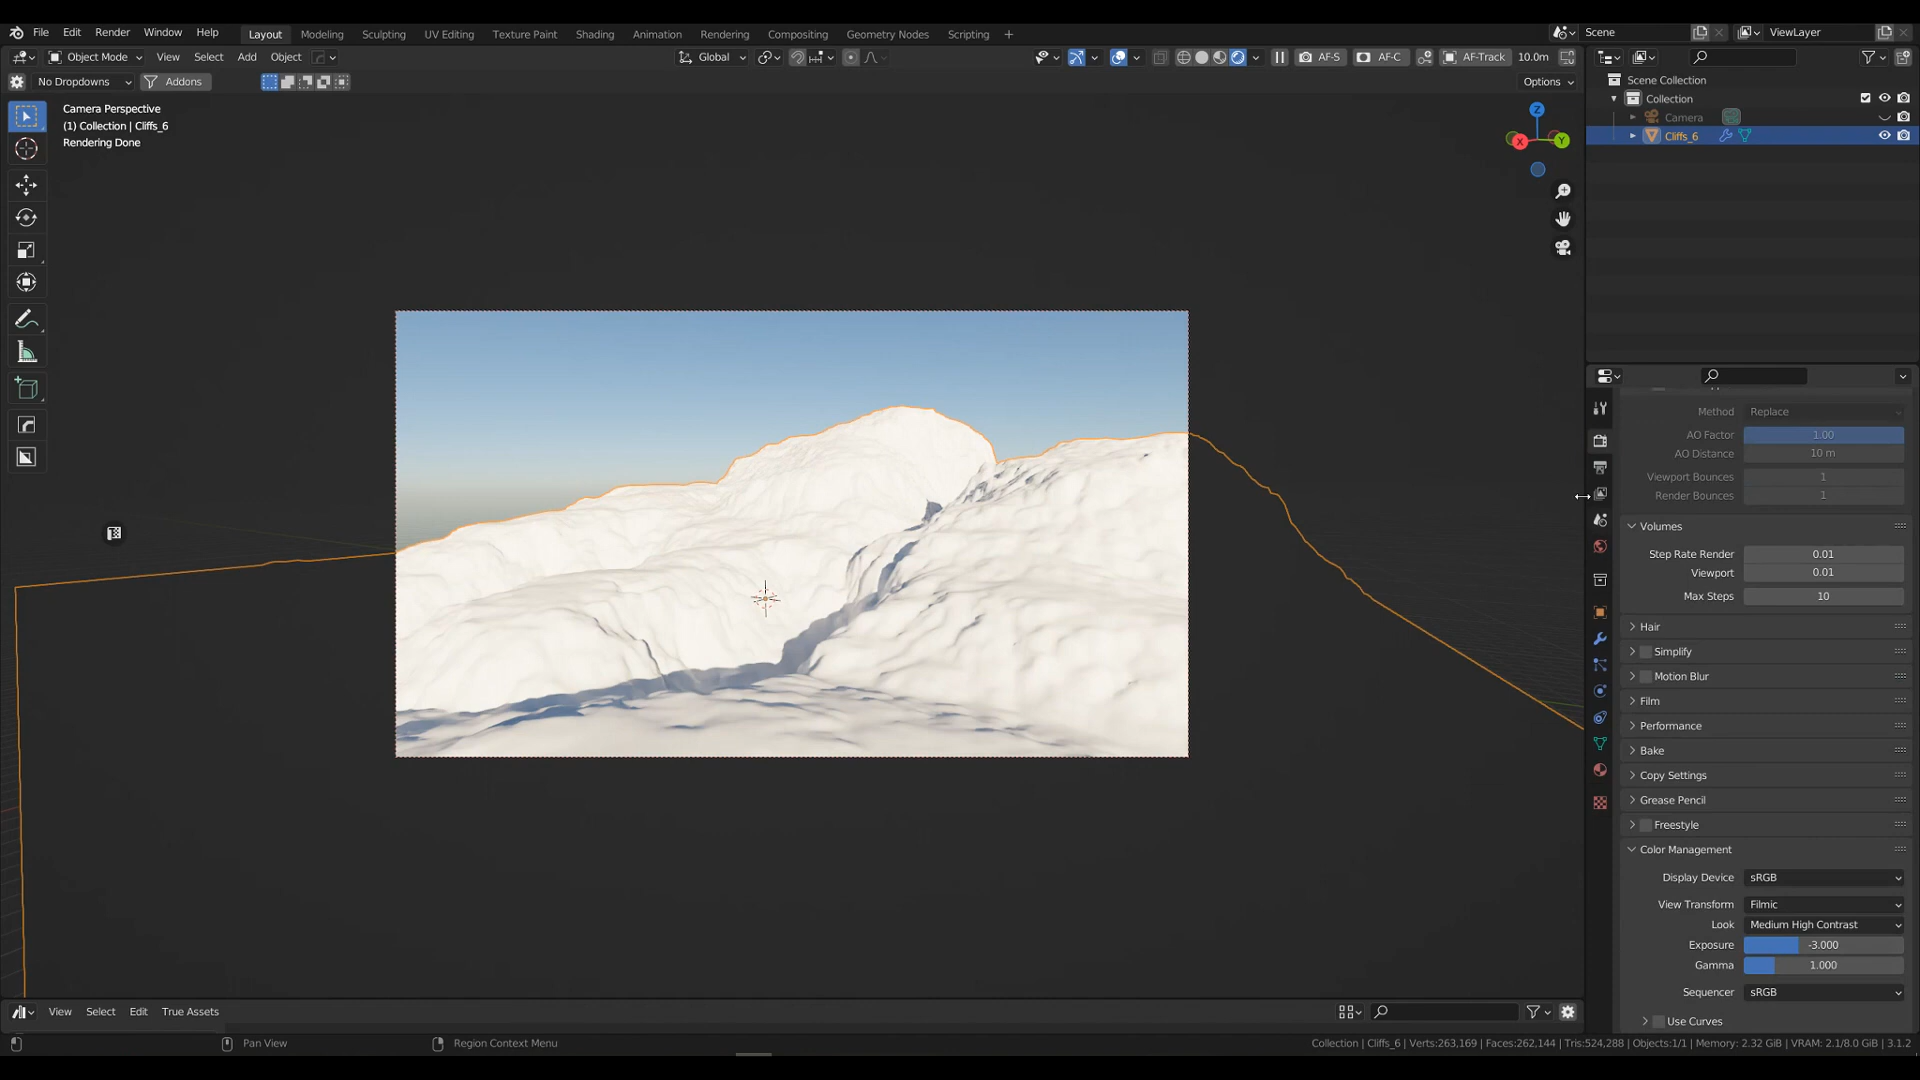 File Edit Render Window Help Layout Modeling Sculpting UV Editing Texture Paint Shading Animation Rendering Compositing Geometry Nodes Scripting + Scene ViewLayer
Object Mode View Select Add Object Global AF-S AF-C AF-Track 10.0m
No Dropdowns Addons Options
Camera Perspective
(1) Collection | Cliffs_6
Rendering Done
Z
X
Y
Scene Collection
Collection
Camera
Cliffs_6
Method Replace
AO Factor 1.00
AO Distance 10 m
Viewport Bounces 1
Render Bounces 1
Volumes
Step Rate Render 0.01
Viewport 0.01
Max Steps 10
Hair
Simplify
Motion Blur
Film
Performance
Bake
Copy Settings
Grease Pencil
Freestyle
Color Management
Display Device sRGB
View Transform Filmic
Look Medium High Contrast
Exposure -3.000
Gamma 1.000
Sequencer sRGB
Use Curves
View Select Edit True Assets
Pan View Region Context Menu Collection | Cliffs_6 | Verts:263,169 | Faces:262,144 | Tris:524,288 | Objects:1/1 | Memory: 2.32 GiB | VRAM: 2.1/8.0 GiB | 3.1.2